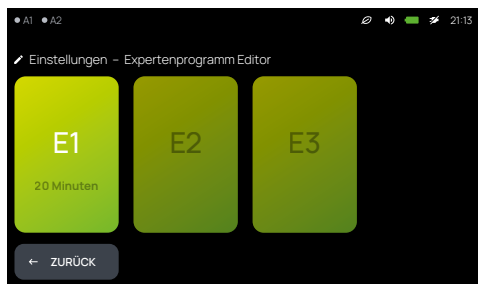 A1 A2 21:13
Einstellungen – Expertenprogramm Editor
E1 E2 E3
20 Minuten
← ZURÜCK